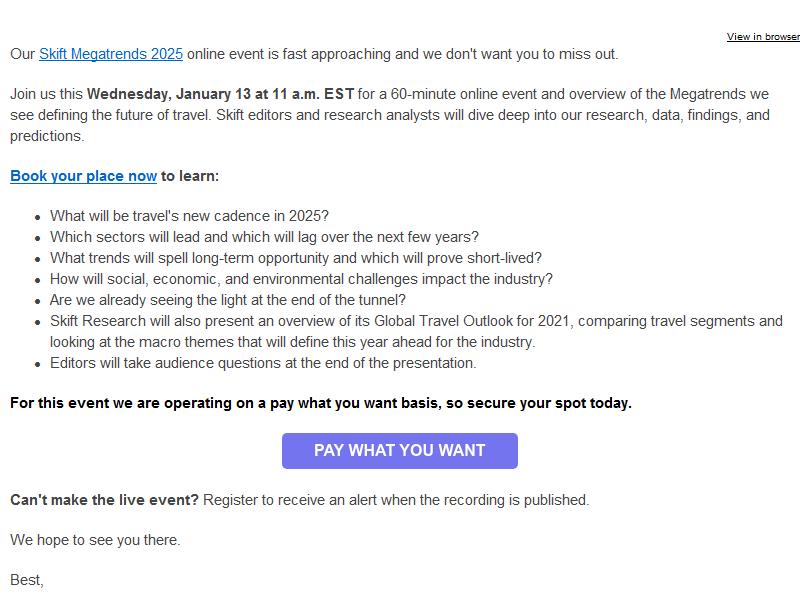 View in browser
Our Skift Megatrends 2025 online event is fast approaching and we don't want you to miss out.
Join us this Wednesday, January 13 at 11 a.m. EST for a 60-minute online event and overview of the Megatrends we
see defining the future of travel. Skift editors and research analysts will dive deep into our research, data, findings, and
predictions.
Book your place now to learn:
• What will be travel's new cadence in 2025?
• Which sectors will lead and which will lag over the next few years?
• What trends will spell long-term opportunity and which will prove short-lived?
• How will social, economic, and environmental challenges impact the industry?
• Are we already seeing the light at the end of the tunnel?
• Skift Research will also present an overview of its Global Travel Outlook for 2021, comparing travel segments and
looking at the macro themes that will define this year ahead for the industry.
• Editors will take audience questions at the end of the presentation.
For this event we are operating on a pay what you want basis, so secure your spot today.
PAY WHAT YOU WANT
Can't make the live event? Register to receive an alert when the recording is published.
We hope to see you there.
Best,